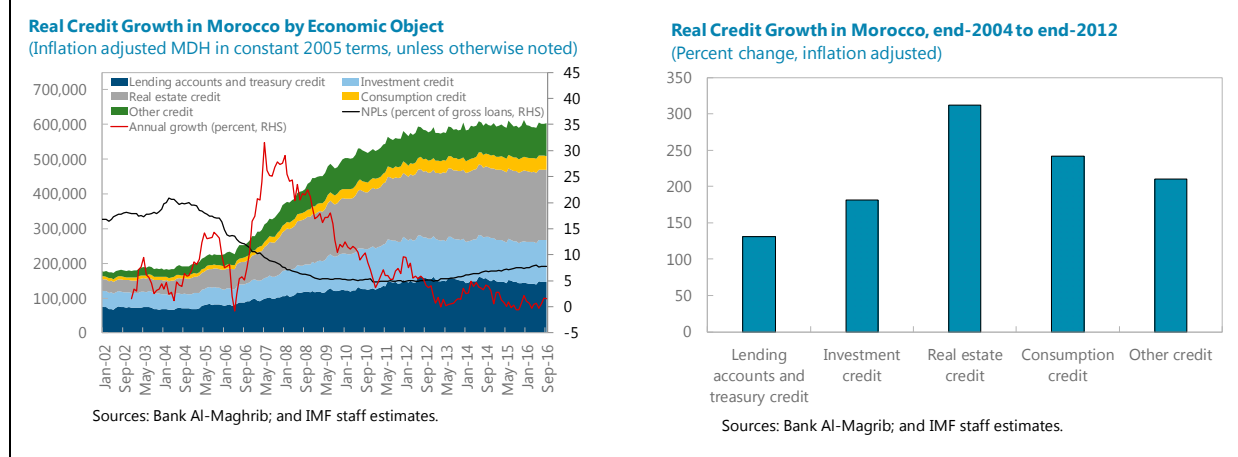 Real Credit Growth in Morocco by Economic Object
(Inflation adjusted MDH in constant 2005 terms, unless otherwise noted)
Lending accounts and treasury credit
Investment credit
Real estate credit
Consumption credit
Other credit
NPLs (percent of gross loans, RHS)
Annual growth (percent, RHS)
700,000
600,000
500,000
400,000
300,000
200,000
100,000
0
45
40
35
30
25
20
15
10
5
0
-5
Jan-02
Sep-02
May-03
Jan-04
Sep-04
May-05
Jan-06
Sep-06
May-07
Jan-08
Sep-08
May-09
Jan-10
Sep-10
May-11
Jan-12
Sep-12
May-13
Jan-14
Sep-14
May-15
Jan-16
Sep-16
Sources: Bank Al-Maghrib; and IMF staff estimates.
Real Credit Growth in Morocco, end-2004 to end-2012
(Percent change, inflation adjusted)
350
300
250
200
150
100
50
0
Lending
accounts and
treasury credit
Investment
credit
Real estate
credit
Consumption
credit
Other credit
Sources: Bank Al-Magrib; and IMF staff estimates.